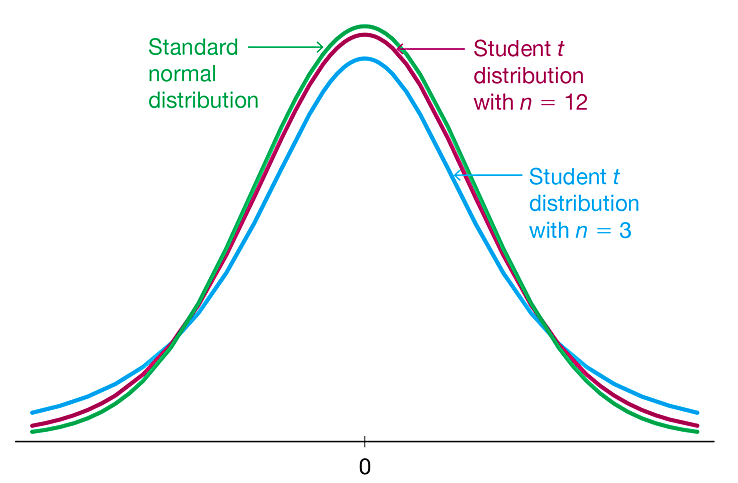 Standard
normal
distribution
Student t
distribution
with n = 12
Student t
distribution
with n = 3
0